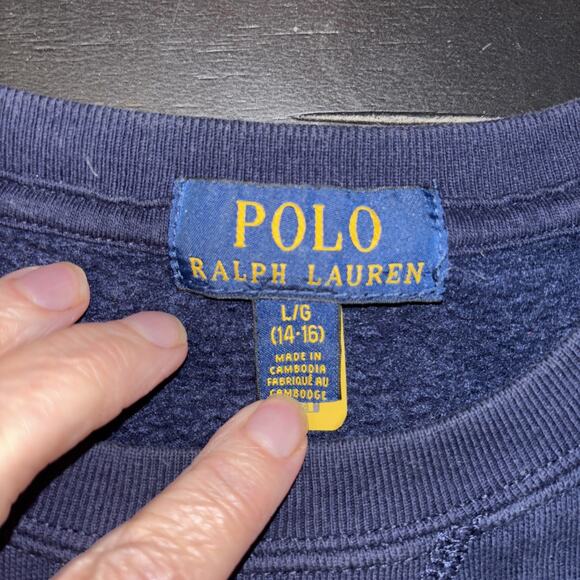 POLO
RALPH LAUREN
L/G
(14-16)
MADE IN
CAMBODIA
FABRIQUÉ AU
CAMBODGE